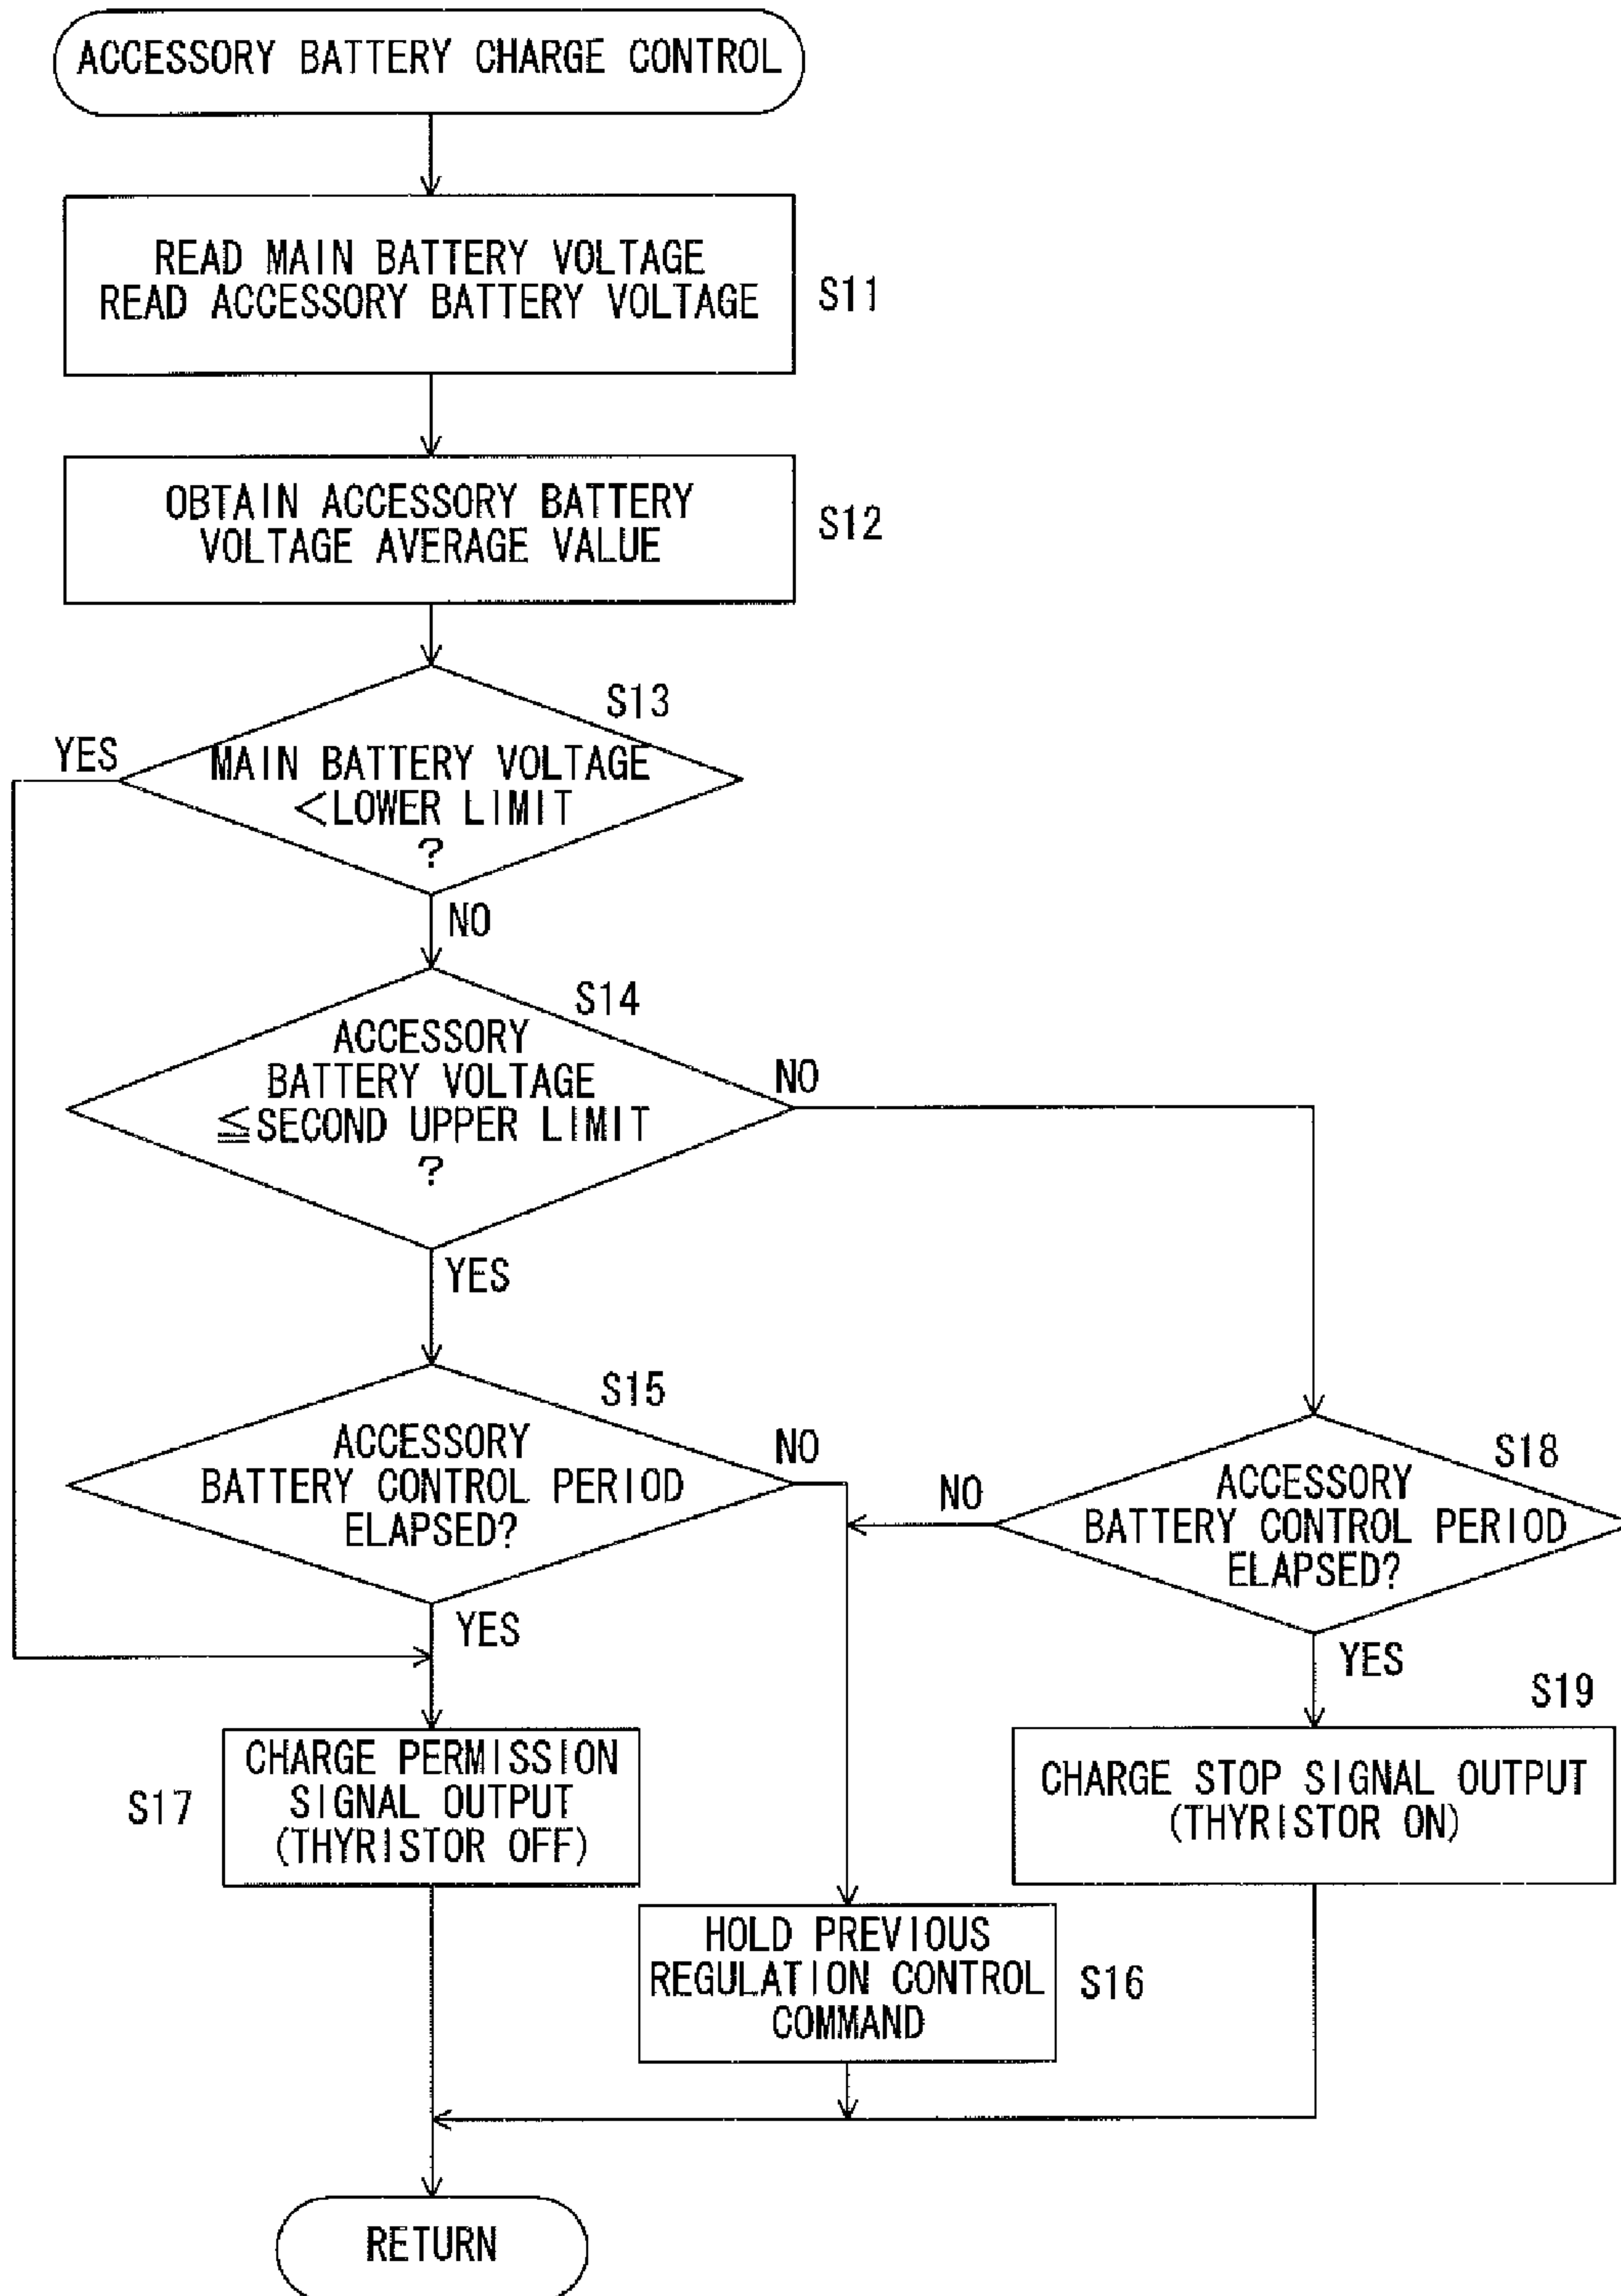 ACCESSORY BATTERY CHARGE CONTROL
READ MAIN BATTERY VOLTAGE
READ ACCESSORY BATTERY VOLTAGE
S11
OBTAIN ACCESSORY BATTERY
VOLTAGE AVERAGE VALUE
S12
S13
YES
MAIN BATTERY VOLTAGE
<LOWER LIMIT
?
NO
S14
ACCESSORY
BATTERY VOLTAGE
≦SECOND UPPER LIMIT
?
NO
YES
S15
ACCESSORY
BATTERY CONTROL PERIOD
ELAPSED?
NO
YES
S18
NO
ACCESSORY
BATTERY CONTROL PERIOD
ELAPSED?
YES
S17
CHARGE PERMISSION
SIGNAL OUTPUT
(THYRISTOR OFF)
S19
CHARGE STOP SIGNAL OUTPUT
(THYRISTOR ON)
HOLD PREVIOUS
REGULATION CONTROL
COMMAND
S16
RETURN